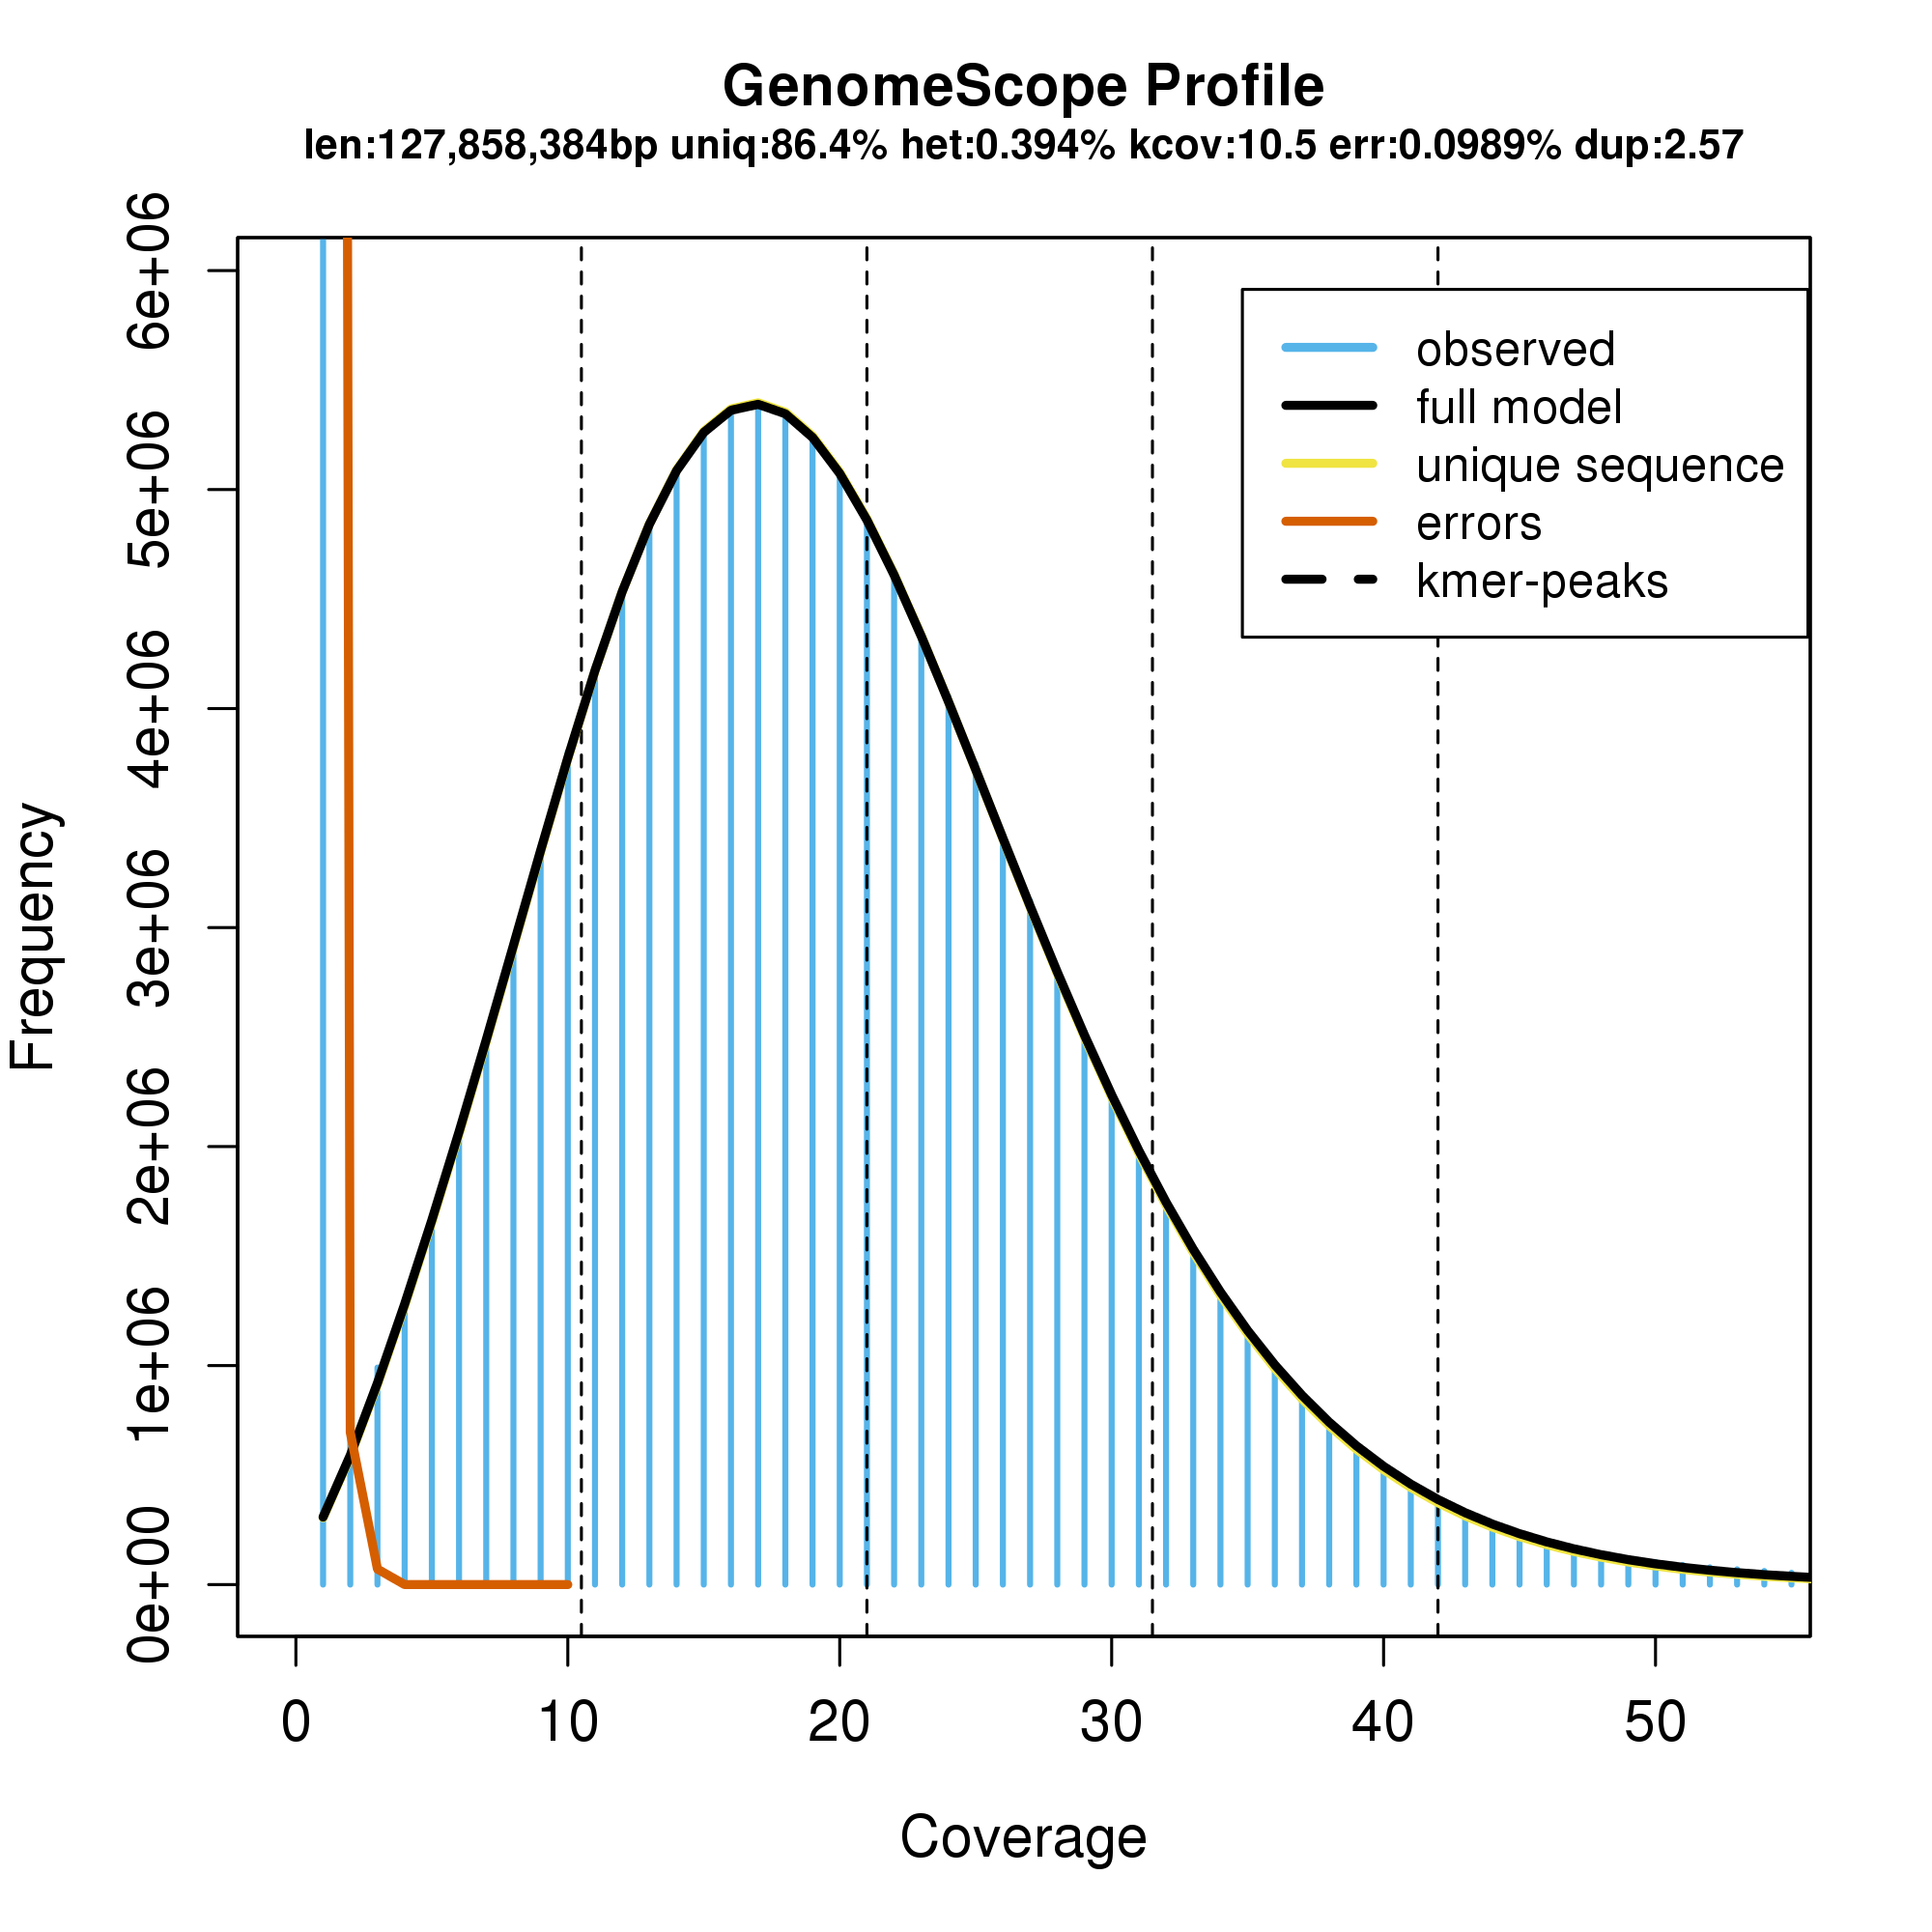 GenomeScope Profile
len:127,858,384bp uniq:86.4% het:0.394% kcov:10.5 err:0.0989% dup:2.57
6e+06
5e+06
4e+06
3e+06
2e+06
1e+06
0e+00
Frequency
observed
full model
unique sequence
errors
kmer-peaks
0 10 20 30 40 50
Coverage